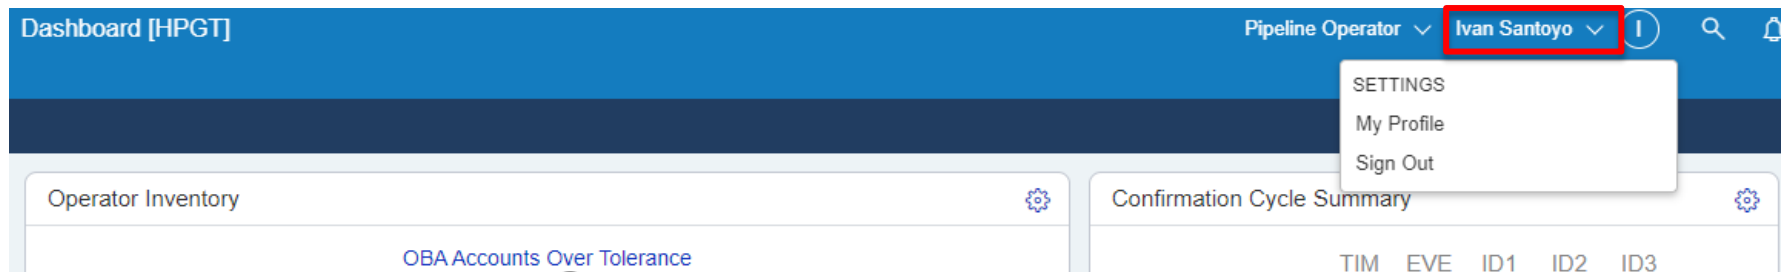 Dashboard [HPGT] Pipeline Operator Ivan Santoyo I
SETTINGS
My Profile
Sign Out
Operator Inventory
Confirmation Cycle Summary
OBA Accounts Over Tolerance
TIM EVE ID1 ID2 ID3